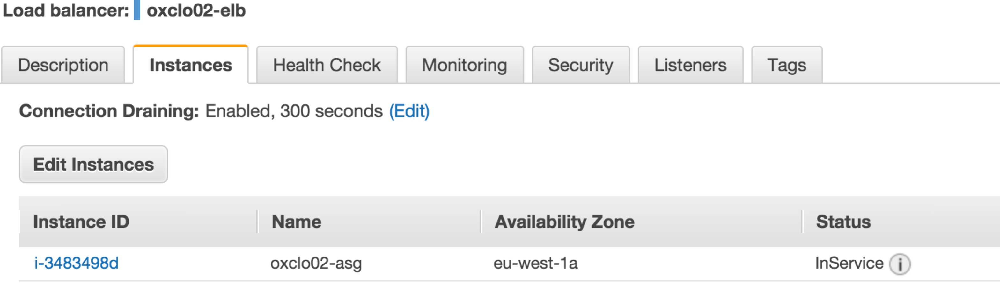 Load balancer: oxclo02-elb
Description Instances Health Check Monitoring Security Listeners Tags
Connection Draining: Enabled, 300 seconds (Edit)
Edit Instances
Instance ID Name Availability Zone Status
i-3483498d oxclo02-asg eu-west-1a InService i